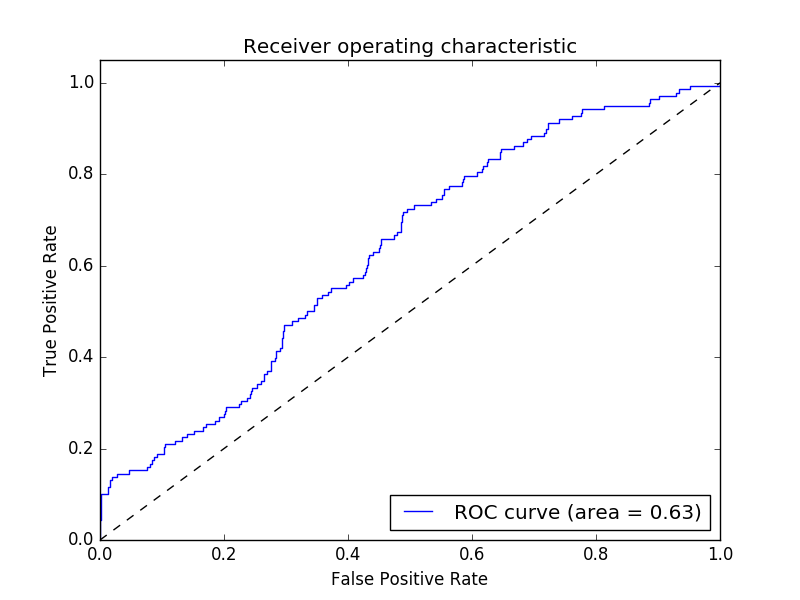 Receiver operating characteristic
1.0
0.8
0.6
0.4
0.2
0.0
True Positive Rate
ROC curve (area = 0.63)
0.0 0.2 0.4 0.6 0.8 1.0
False Positive Rate